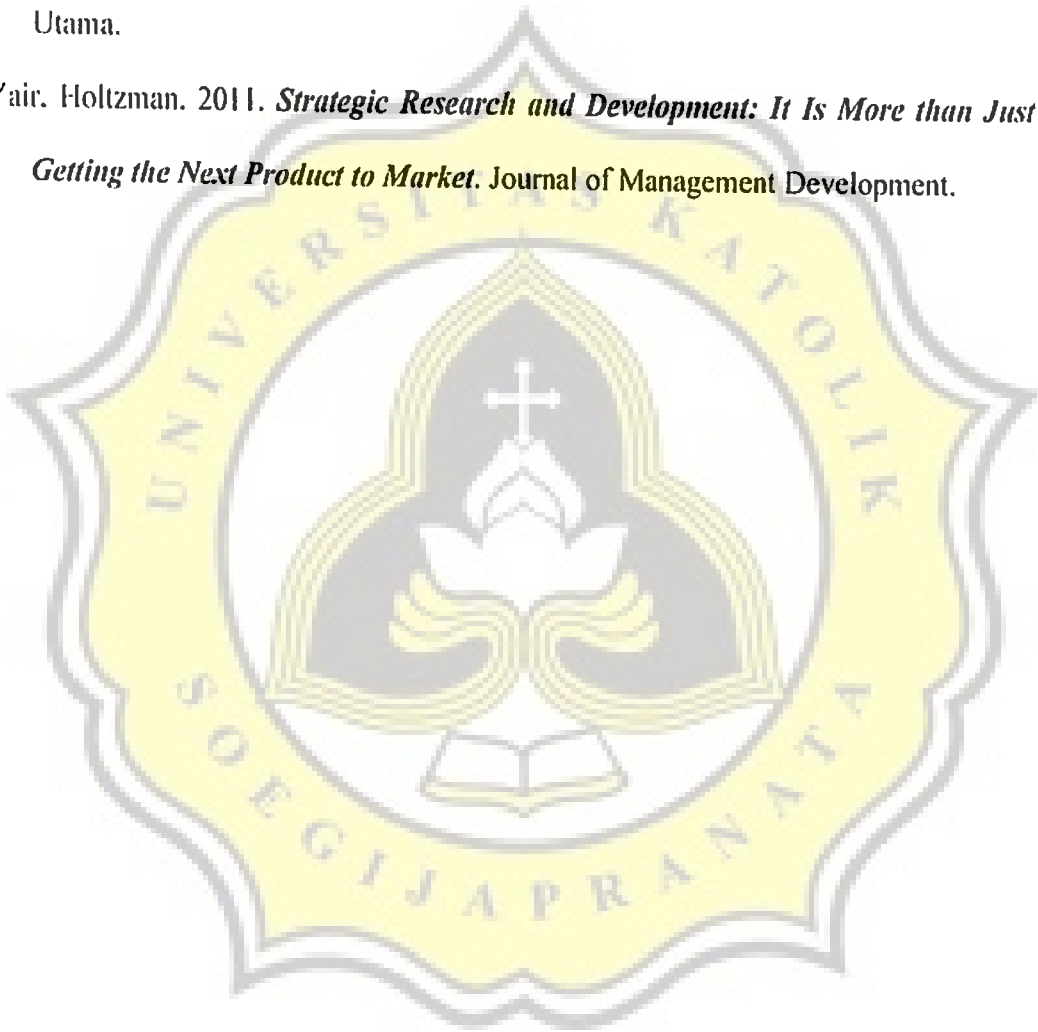 Utama.
'air. Holtzman. 2011. Strategic Research and Development: It Is More than Just
Getting the Next Product to Market. Journal of Management Development.
UNIVERSITAS KATOLIK
SOEGIJAPRANATA